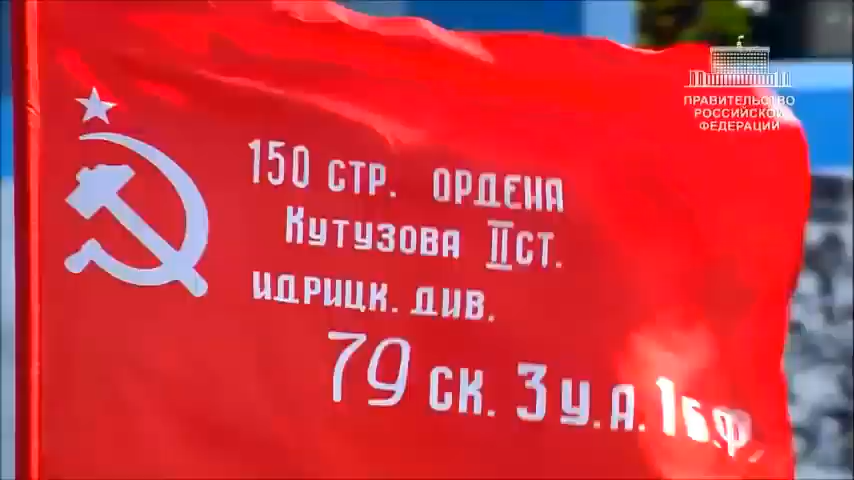 ПРАВИТЕЛЬСТВО
РОССИЙСКОЙ
ФЕДЕРАЦИИ
150 СТР. ОРДЕНА
КУТУЗОВА II СТ.
ИДРИЦК. ДИВ.
79 СК. 3 У.А. 1 Б.Ф.